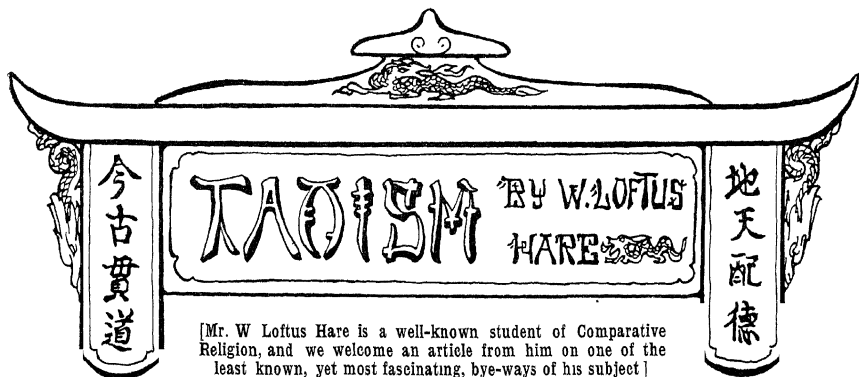 今古貫道
TAOISM BY W. LOFTUS
HARE
地天配德
[Mr. W Loftus Hare is a well-known student of Comparative
Religion, and we welcome an article from him on one of the
least known, yet most fascinating, bye-ways of his subject ]